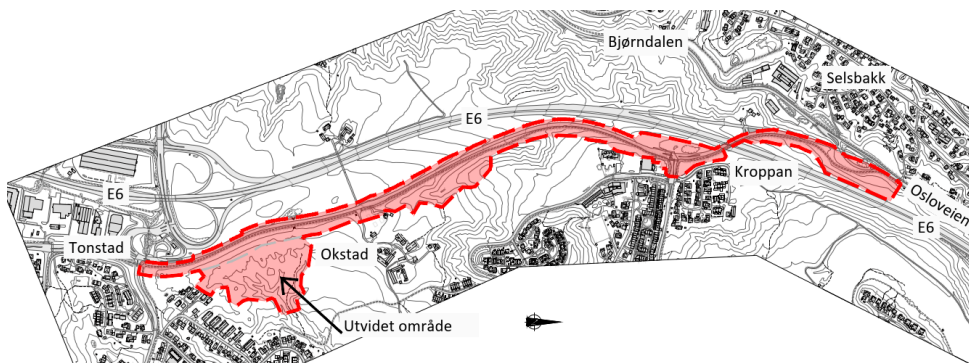 Bjørndalen
Selsbakk
E6
Kroppan
E6
Osloveien
E6
Tonstad
Okstad
Utvidet område